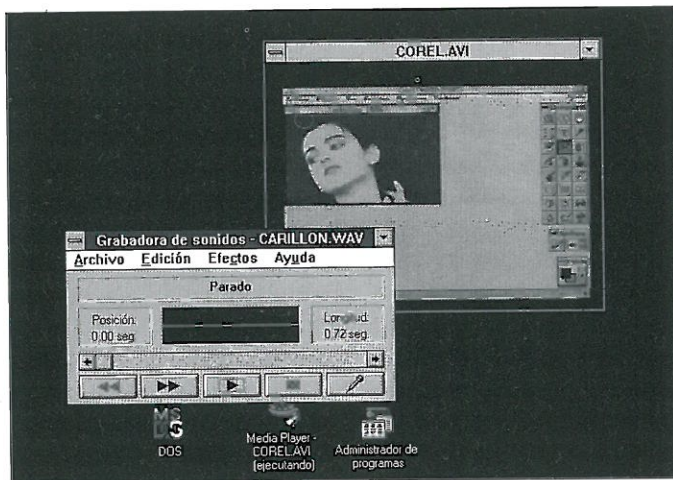 COREL.AVI
Grabadora de sonidos - CARILLON.WAV
Archivo Edición Efectos Ayuda
Parado
Posición:
0.00 seg.
Longitud:
0.72 seg.
DOS
Media Player -
COREL.AVI
(ejecutando)
Administrador de
programas